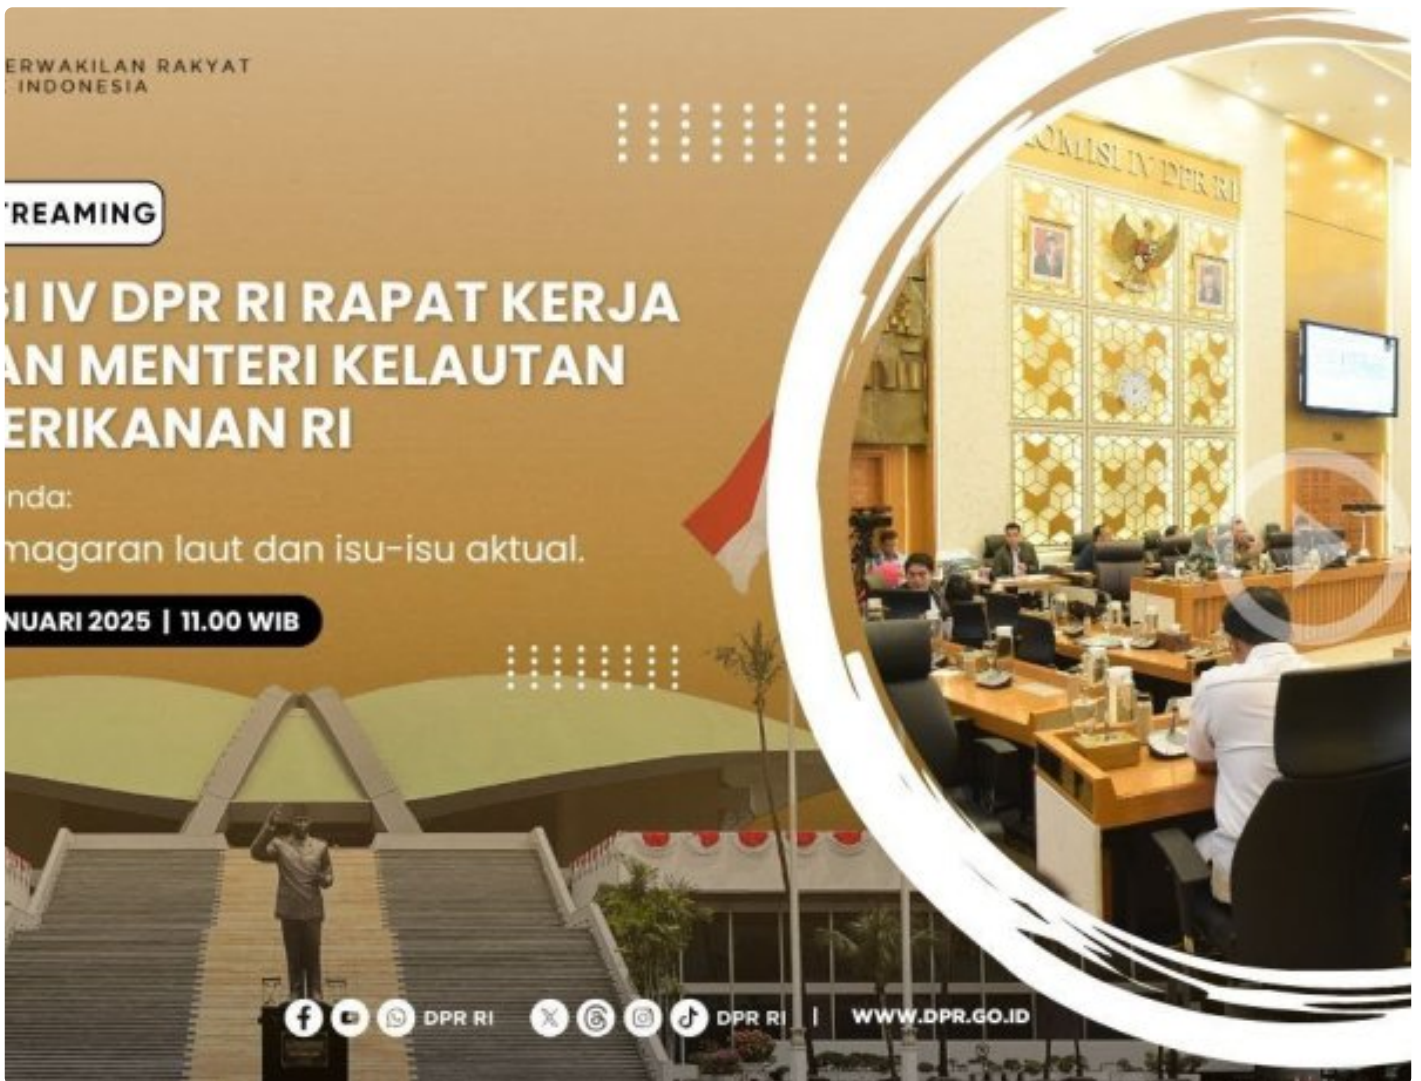 ERWAKILAN RAKYAT
INDONESIA
TREAMING
SI IV DPR RI RAPAT KERJA
AN MENTERI KELAUTAN
ERIKANAN RI
nda:
magaran laut dan isu-isu aktual.
NUARI 2025 | 11.00 WIB
OMISI IV DPR RI
DPR RI
DPR RI | WWW.DPR.GO.ID